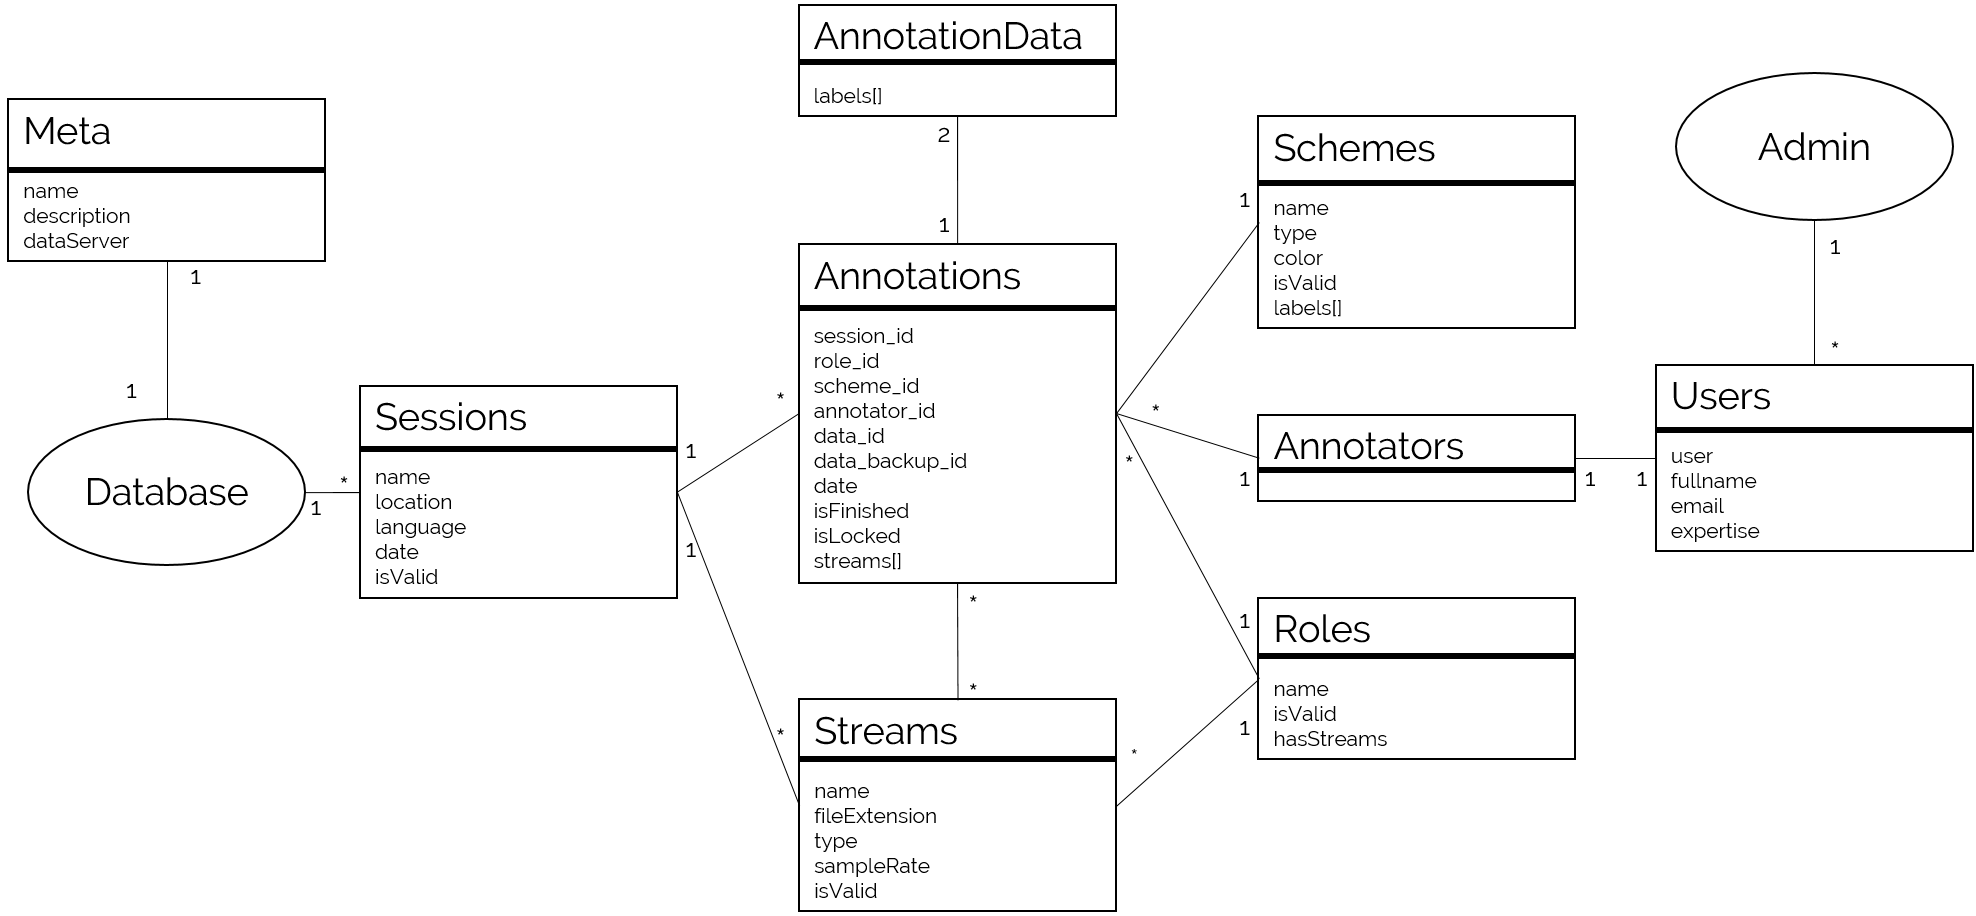 AnnotationData
labels[]
2
1
Meta
name
description
dataServer
1
1
Database
1
*
Sessions
name
location
language
date
isValid
1
*
1
*
Annotations
session_id
role_id
scheme_id
annotator_id
data_id
data_backup_id
date
isFinished
isLocked
streams[]
*
*
Streams
name
fileExtension
type
sampleRate
isValid
1
Schemes
name
type
color
isValid
labels[]
*
1
Annotators
1
1
*
1
Roles
name
isValid
hasStreams
1
*
Admin
1
*
Users
user
fullname
email
expertise